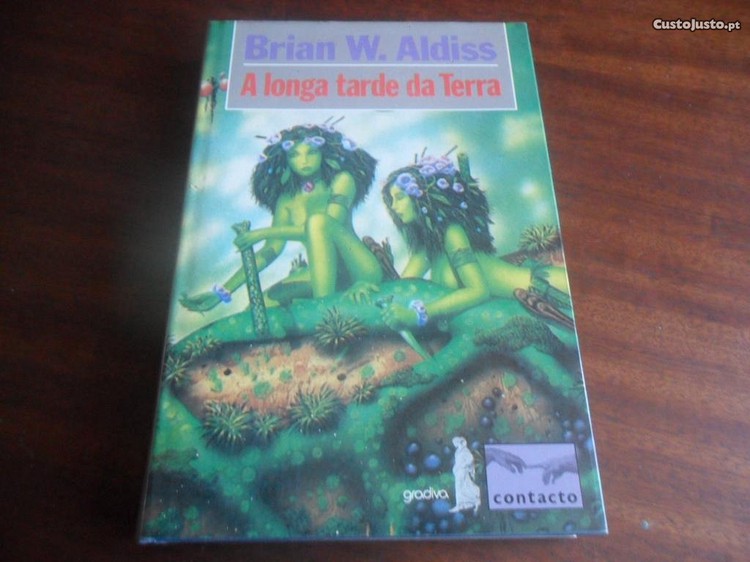 CustoJusto.pt
Brian W. Aldiss
A longa tarde da Terra
gradiva
contacto